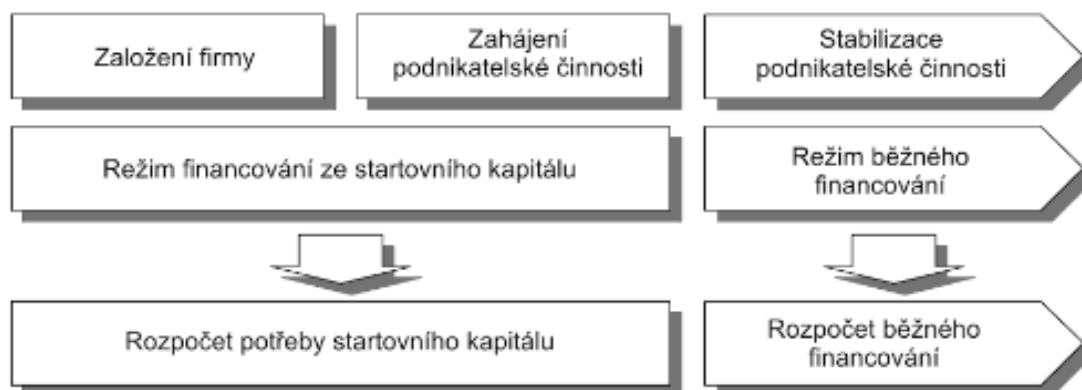 Založení firmy
Zahájení
podnikatelské činnosti
Stabilizace
podnikatelské činnosti
Režim financování ze startovního kapitálu
Režim běžného
financování
Rozpočet potřeby startovního kapitálu
Rozpočet běžného
financování